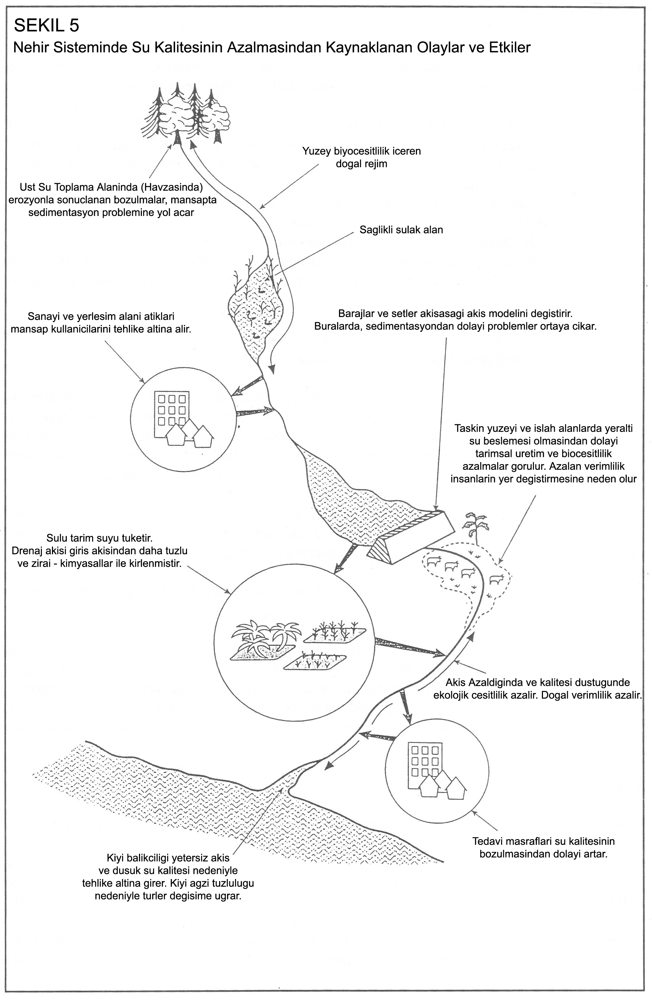 SEKIL 5
Nehir Sisteminde Su Kalitesinin Azalmasindan Kaynaklanan Olaylar ve Etkiler
Yuzey biyocesitlilik iceren
dogal rejim
Ust Su Toplama Alaninda (Havzasinda)
erozyonla sonuclanan bozulmalar, mansapta
sedimentasyon problemine yol acar
Saglikli sulak alan
Sanayi ve yerlesim alani atiklari
mansap kullanicilarini tehlike altina alir.
Barajlar ve setler akisasagi akis modelini degistirir.
Buralarda, sedimentasyondan dolayi problemler ortaya cikar.
Taskin yuzeyi ve islah alanlarda yeralti
su beslemesi olmasindan dolayi
tarimsal uretim ve biocesitlilik
azalmalar gorulur. Azalan verimlilik
insanlarin yer degistirmesine neden olur
Sulu tarim suyu tuketir.
Drenaj akisi giris akisindan daha tuzlu
ve zirai - kimyasallar ile kirlenmistir.
Akis Azaldiginda ve kalitesi dustugunde
ekolojik cesitlilik azalir. Dogal verimlilik azalir.
Tedavi masraflari su kalitesinin
bozulmasindan dolayi artar.
Kiyi balikciligi yetersiz akis
ve dusuk su kalitesi nedeniyle
tehlike altina girer. Kiyi agzi tuzlulugu
nedeniyle turler degisime ugrar.